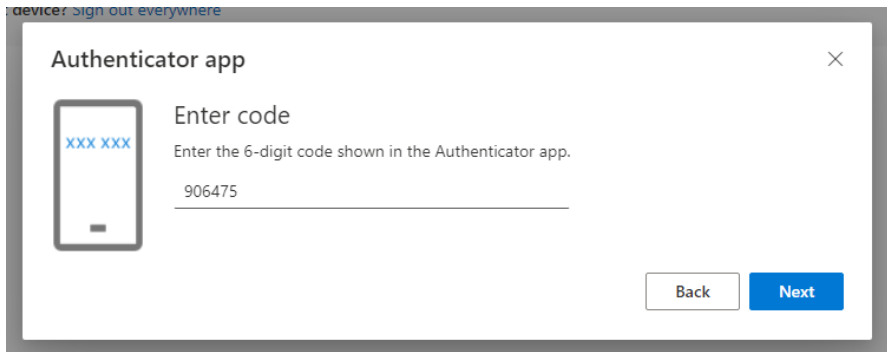 device? Sign out everywhere
Authenticator app
xxx xxx
Enter code
Enter the 6-digit code shown in the Authenticator app.
906475
Back
Next